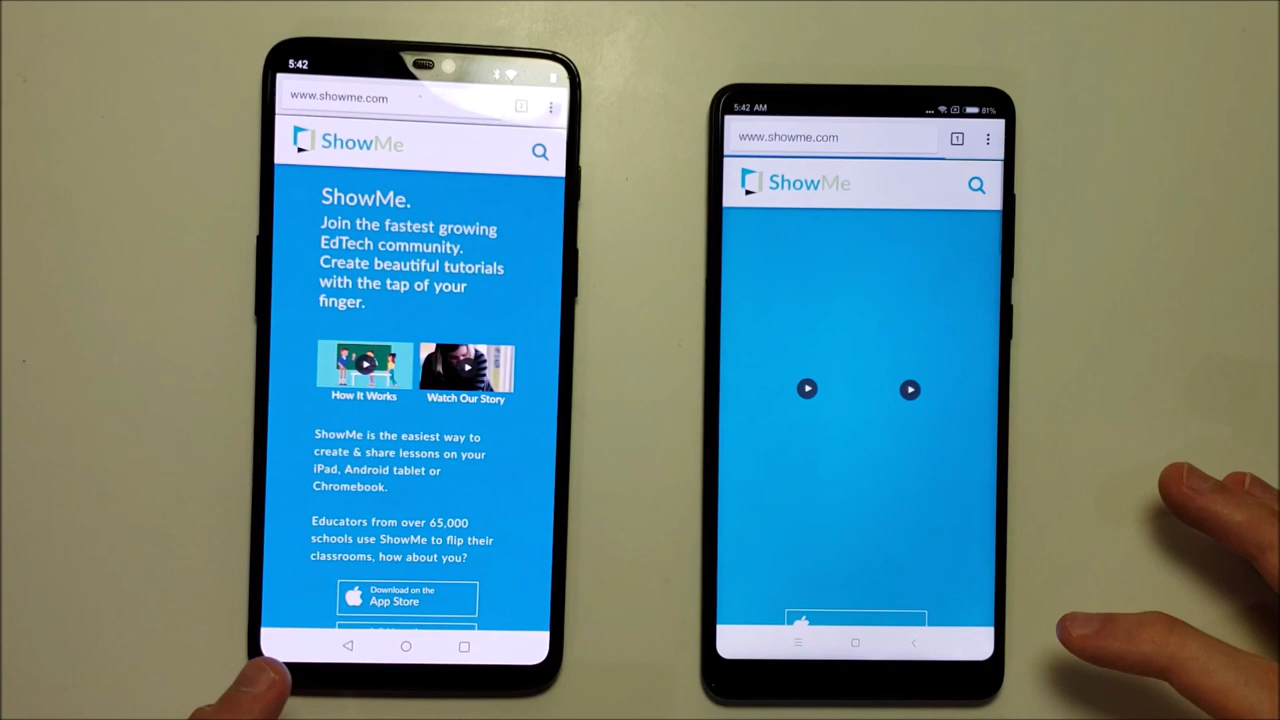 5:42
www.showme.com
2
ShowMe
ShowMe.
Join the fastest growing
EdTech community.
Create beautiful tutorials
with the tap of your
finger.
How It Works
Watch Our Story
ShowMe is the easiest way to
create & share lessons on your
iPad, Android tablet or
Chromebook.
Educators from over 65,000
schools use ShowMe to flip their
classrooms, how about you?
Download on the
App Store
5:42 AM
81%
www.showme.com
1
ShowMe